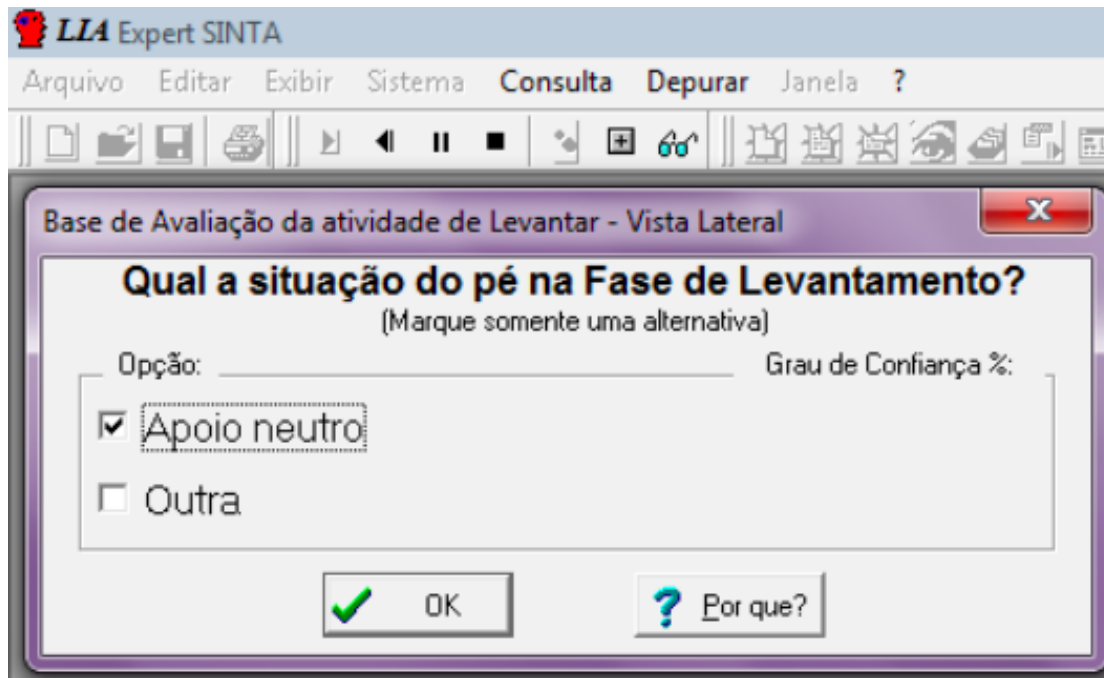 LIA Expert SINTA
Arquivo Editar Exibir Sistema Consulta Depurar Janela ?
Base de Avaliação da atividade de Levantar - Vista Lateral
Qual a situação do pé na Fase de Levantamento?
(Marque somente uma alternativa)
Opção: Grau de Confiança %:
Apoio neutro
Outra
OK ? Por que?